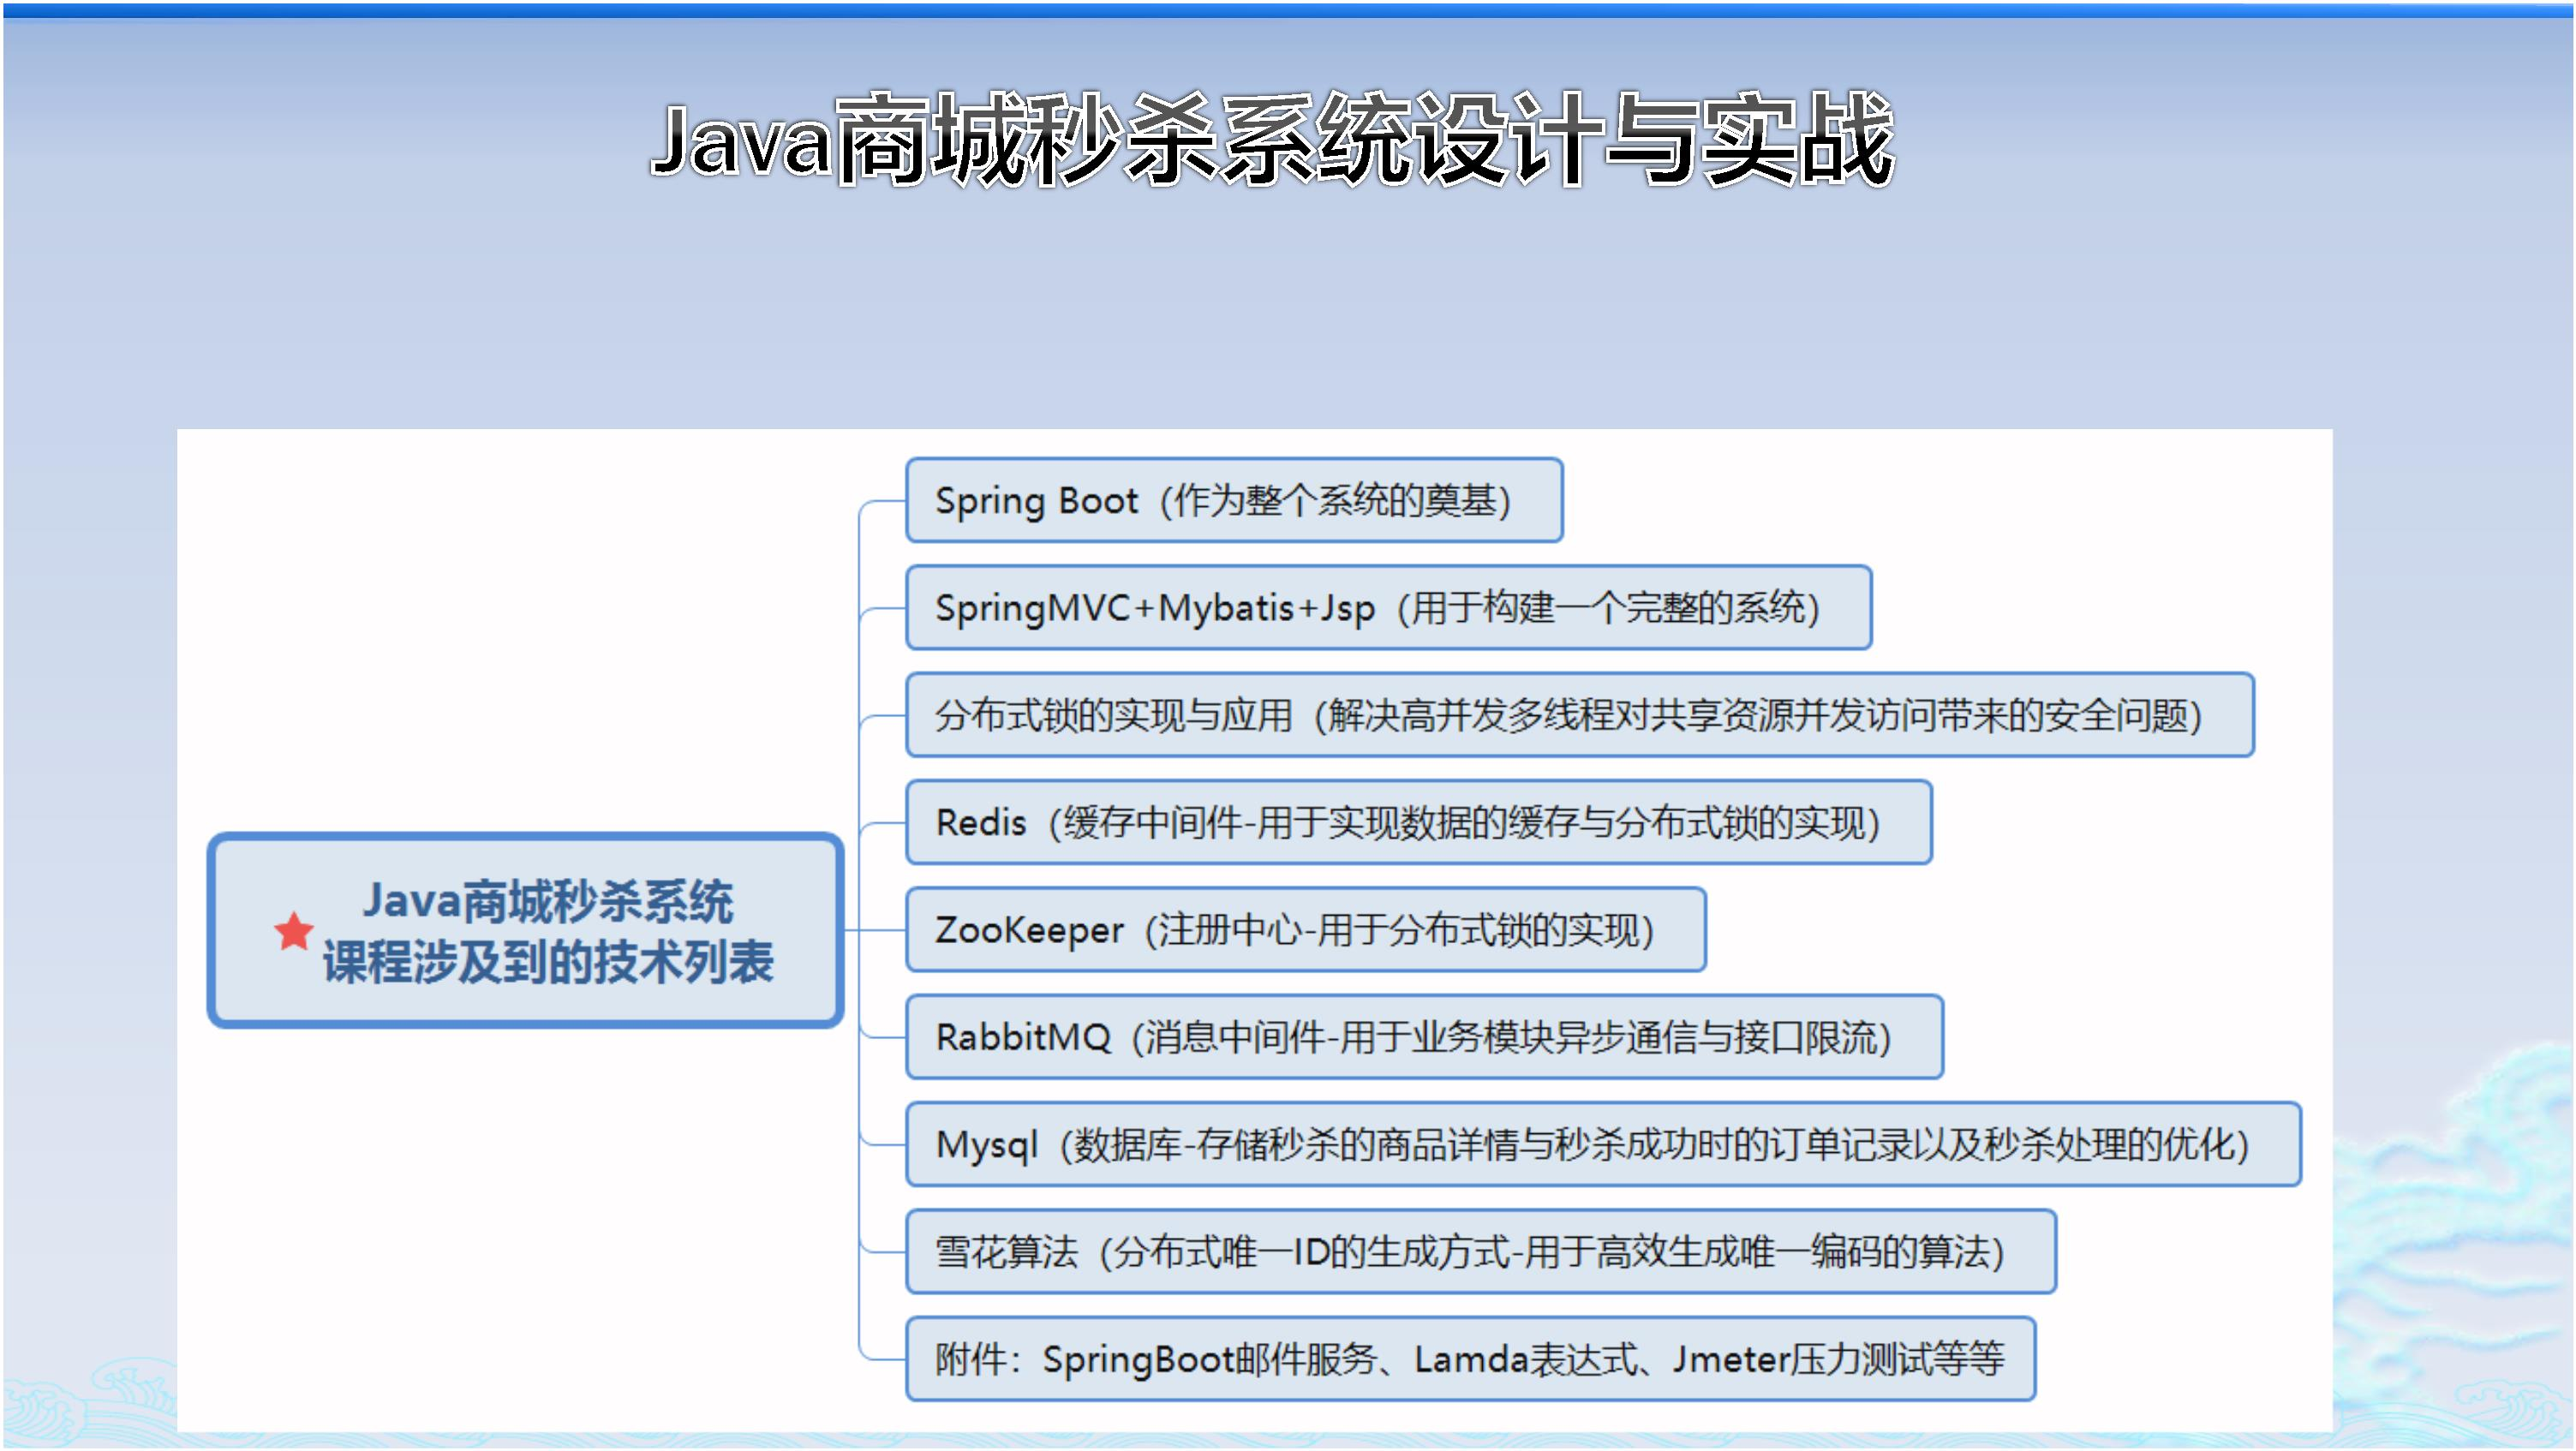 Java商城秒杀系统设计与实战
Spring Boot（作为整个系统的奠基）
SpringMVC+Mybatis+Jsp（用于构建一个完整的系统）
分布式锁的实现与应用（解决高并发多线程对共享资源并发访问带来的安全问题）
Redis（缓存中间件-用于实现数据的缓存与分布式锁的实现）
Java商城秒杀系统
课程涉及到的技术列表
ZooKeeper（注册中心-用于分布式锁的实现）
RabbitMQ（消息中间件-用于业务模块异步通信与接口限流）
Mysql（数据库-存储秒杀的商品详情与秒杀成功时的订单记录以及秒杀处理的优化）
雪花算法（分布式唯一ID的生成方式-用于高效生成唯一编码的算法）
附件：SpringBoot邮件服务、Lamda表达式、Jmeter压力测试等等